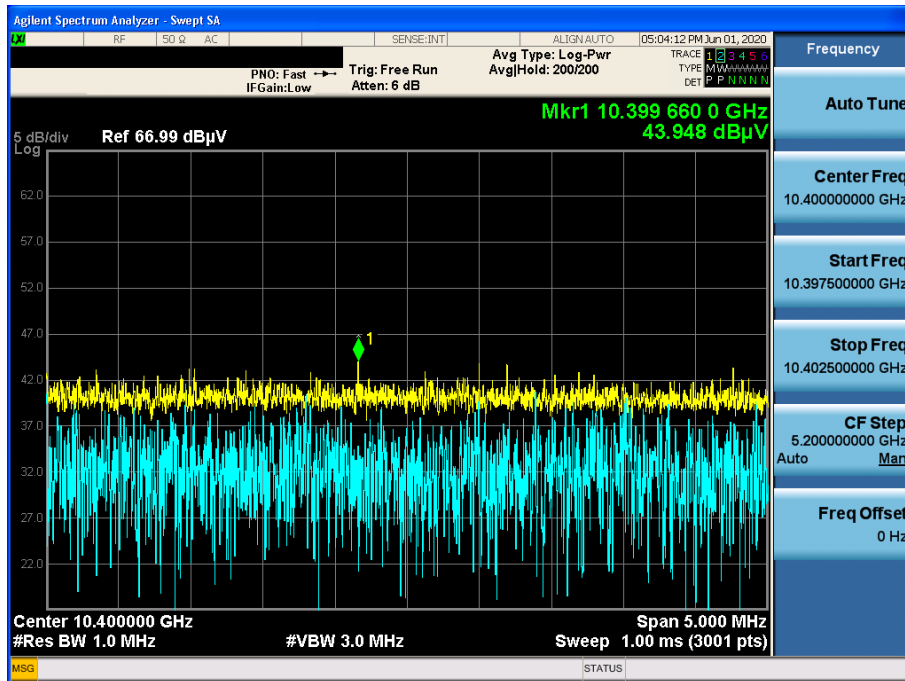 Agilent Spectrum Analyzer - Swept SA
LXI RF 50 Ω AC SENSE:INT ALIGN AUTO 05:04:12 PM Jun 01, 2020
PNO: Fast Trig: Free Run Avg Type: Log-Pwr TRACE 1 2 3 4 5 6
IFGain:Low Atten: 6 dB Avg|Hold: 200/200 TYPE M W W W W W
DET P P N N N N
Mkr1 10.399 660 0 GHz
43.948 dBµV
5 dB/div Ref 66.99 dBµV
Log
62.0
57.0
52.0
47.0
1
42.0
37.0
32.0
27.0
22.0
Center 10.400000 GHz Span 5.000 MHz
#Res BW 1.0 MHz #VBW 3.0 MHz Sweep 1.00 ms (3001 pts)
MSG STATUS
Frequency
Auto Tune
Center Freq
10.400000000 GHz
Start Freq
10.397500000 GHz
Stop Freq
10.402500000 GHz
CF Step
5.200000000 GHz
Auto Man
Freq Offset
0 Hz